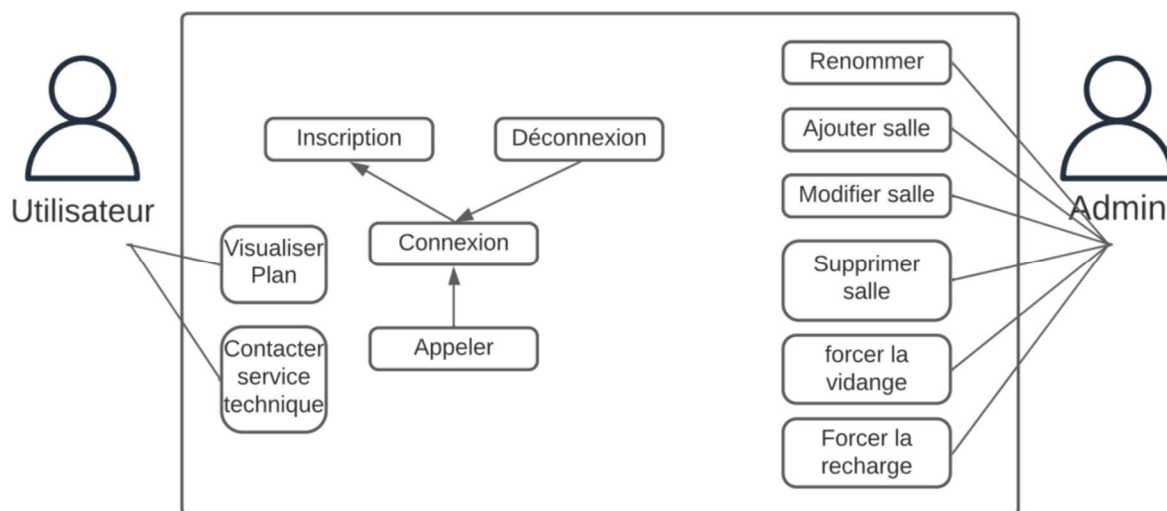 Utilisateur
Visualiser
Plan
Contacter
service
technique
Inscription
Déconnexion
Connexion
Appeler
Renommer
Ajouter salle
Modifier salle
Supprimer
salle
forcer la
vidange
Forcer la
recharge
Admin